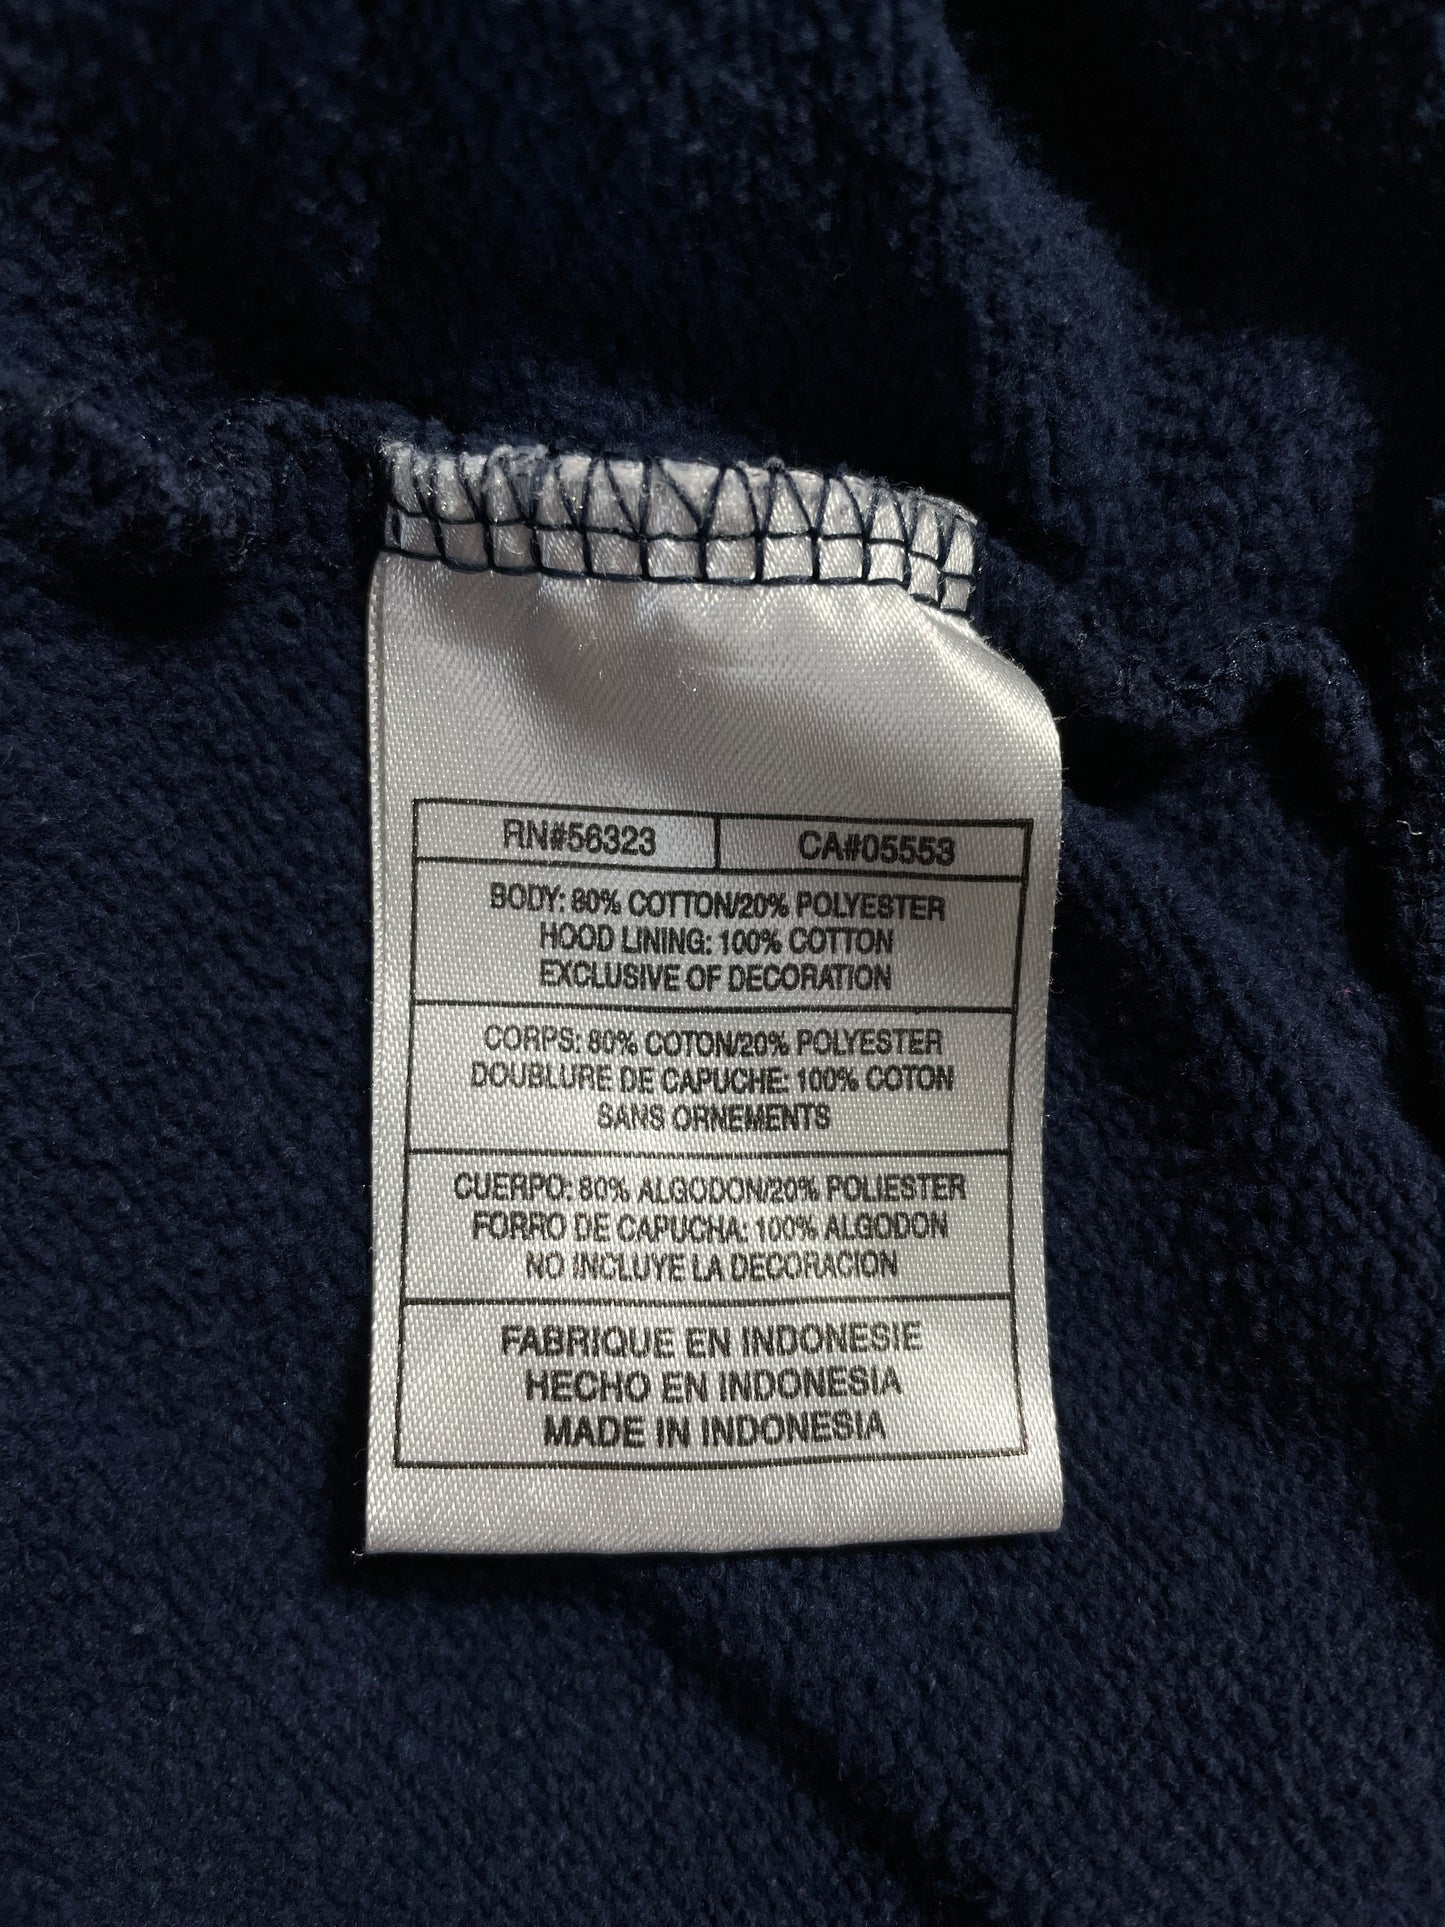 RN#56323 CA#05553
BODY: 80% COTTON/20% POLYESTER
HOOD LINING: 100% COTTON
EXCLUSIVE OF DECORATION
CORPS: 80% COTON/20% POLYESTER
DOUBLURE DE CAPUCHE: 100% COTON
SANS ORNEMENTS
CUERPO: 80% ALGODON/20% POLIESTER
FORRO DE CAPUCHA: 100% ALGODON
NO INCLUYE LA DECORACION
FABRIQUE EN INDONESIE
HECHO EN INDONESIA
MADE IN INDONESIA